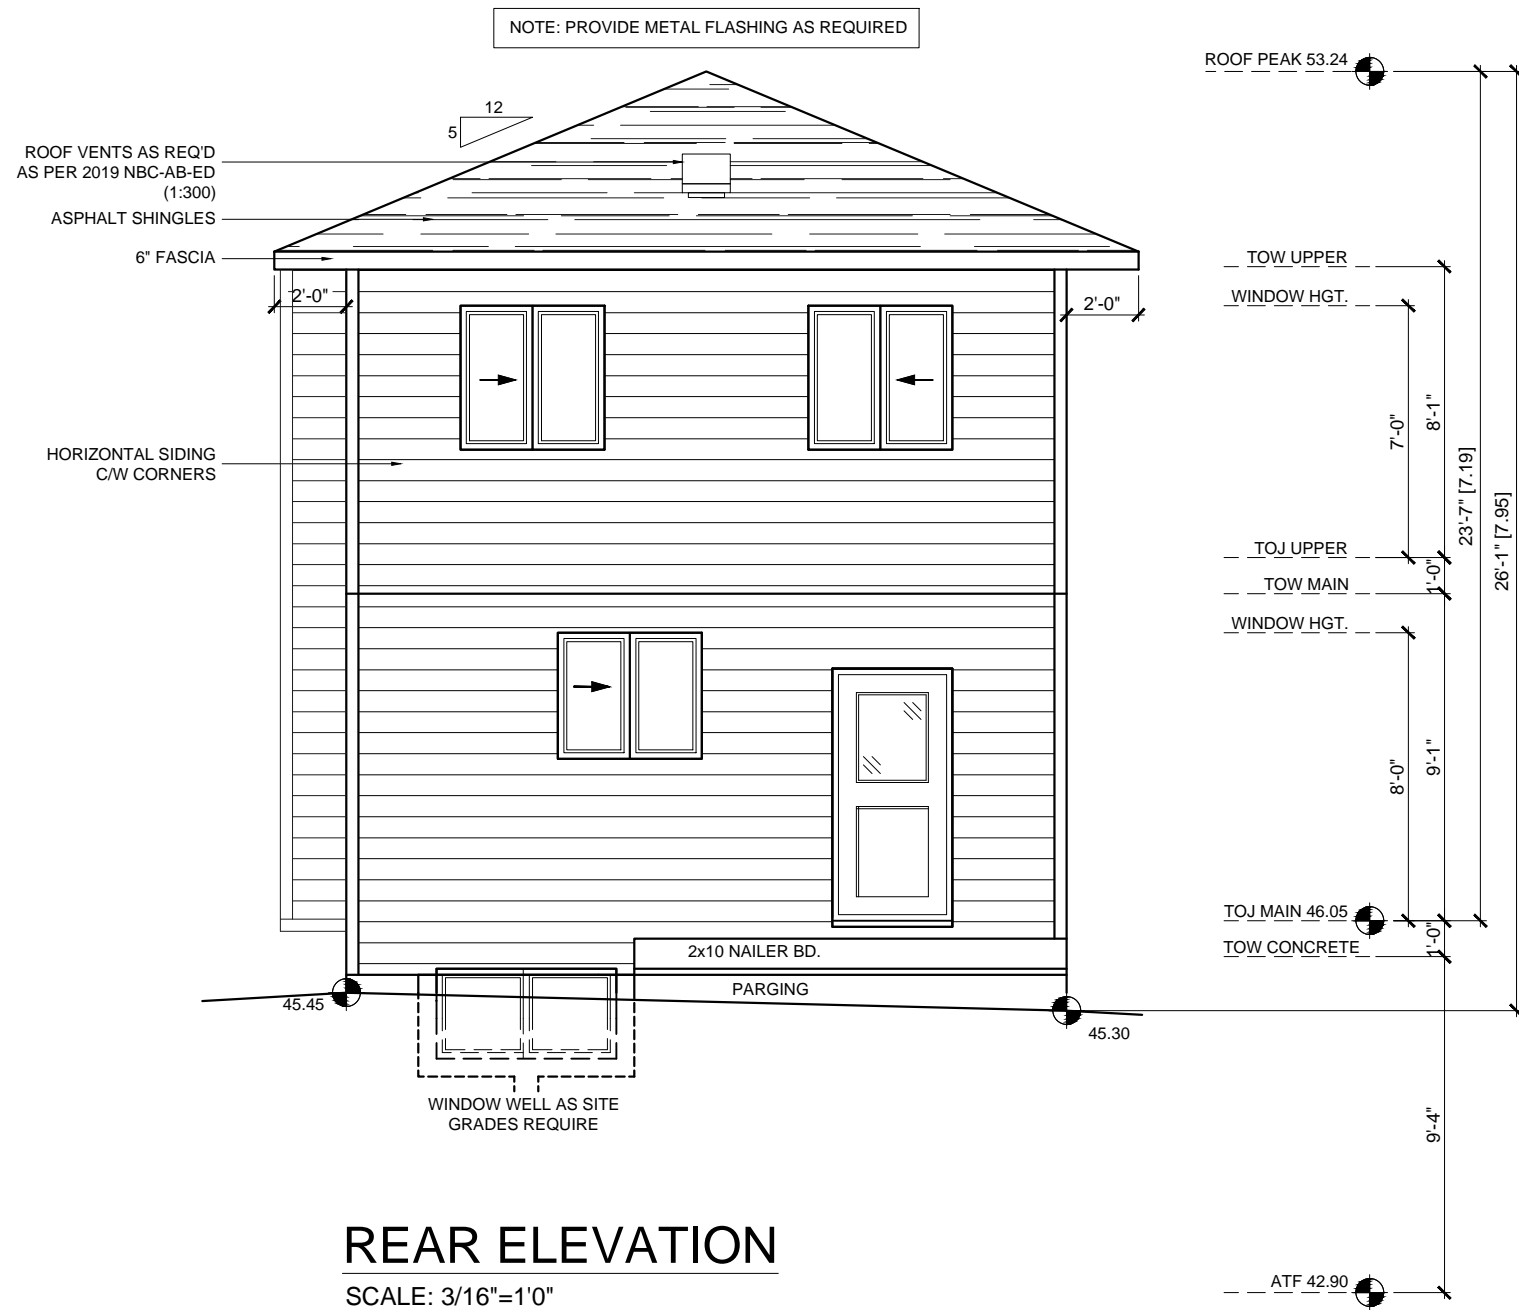 NOTE: PROVIDE METAL FLASHING AS REQUIRED
ROOF PEAK 53.24
12
5
ROOF VENTS AS REQ'D
AS PER 2019 NBC-AB-ED
(1:300)
ASPHALT SHINGLES
6" FASCIA
TOW UPPER
2'-0"
2'-0"
WINDOW HGT.
7'-0"
8'-1"
HORIZONTAL SIDING
C/W CORNERS
23'-7" [7.19]
26'-1" [7.95]
TOJ UPPER
1'-0"
TOW MAIN
WINDOW HGT.
8'-0"
9'-1"
TOJ MAIN 46.05
1'-0"
TOW CONCRETE
2x10 NAILER BD.
PARGING
45.45
45.30
WINDOW WELL AS SITE
GRADES REQUIRE
9'-4"
REAR ELEVATION
SCALE: 3/16"=1'0"
ATF 42.90